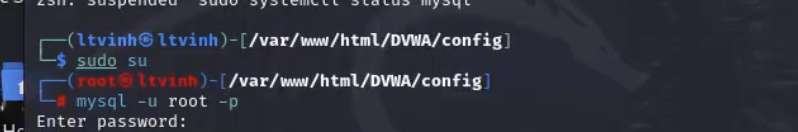 zsh: suspended  sudo systemctl status mysql
┌──(ltvinh㉿ltvinh)-[/var/www/html/DVWA/config]
└─$ sudo su
┌──(root㉿ltvinh)-[/var/www/html/DVWA/config]
└─# mysql -u root -p
Enter password: